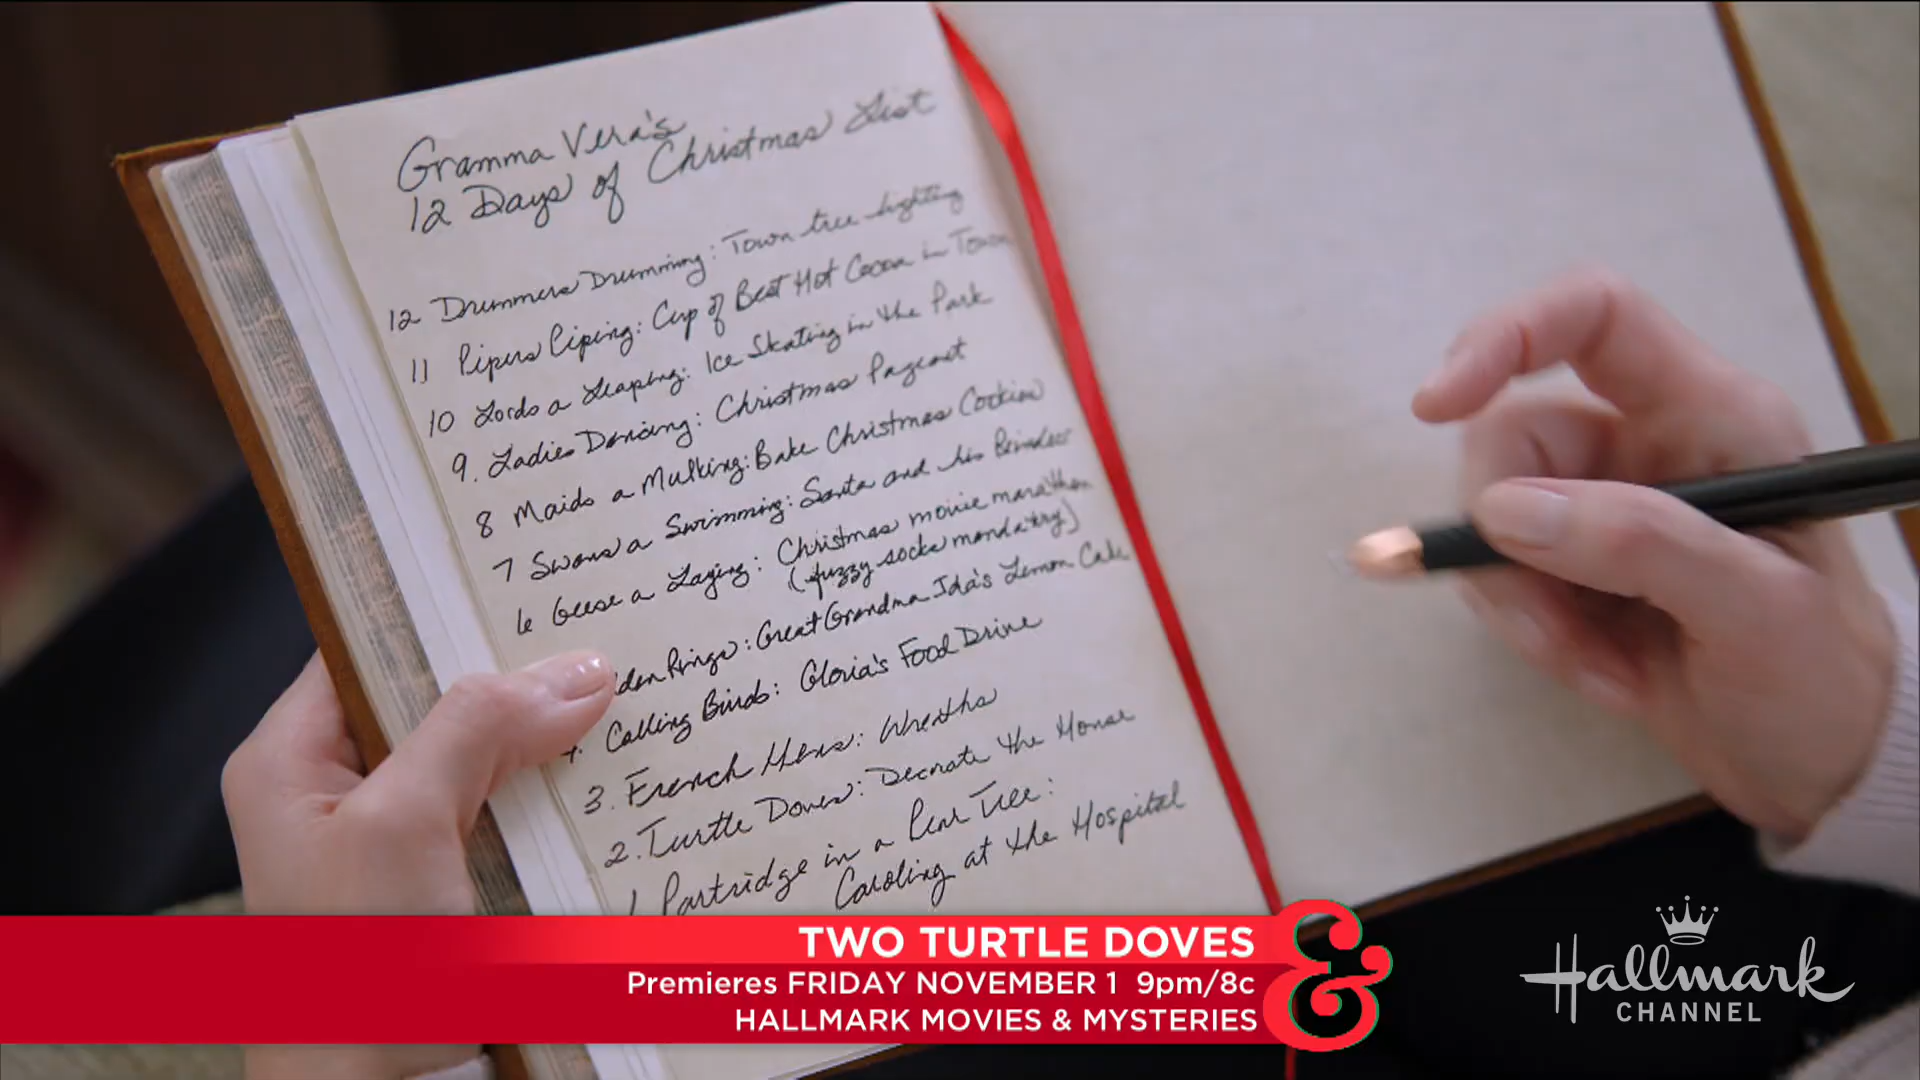 Gramma Vera's
12 Days of Christmas List
12 Drummers Drumming: Town tree lighting
11 Pipers Piping: Cup of Best Hot Cocoa in Town
10 Lords a Leaping: Ice Skating in the Park
9. Ladies Dancing: Christmas Pageant
8 Maids a Mulking: Bake Christmas Cookies
7 Swans a Swimming: Santa and his Reindeer
6 Geese a Laying: Christmas movie marathon
(fuzzy socks mandatory)
lden Rings: Great Grandma Ida's Lemon Cake
4. Calling Birds: Gloria's Food Drive
3. French Hens: Wreaths
2. Turtle Doves: Decorate the House
1 Partridge in a Pear Tree:
Caroling at the Hospital
TWO TURTLE DOVES
Premieres FRIDAY NOVEMBER 1 9pm/8c
HALLMARK MOVIES & MYSTERIES
&
Hallmark
CHANNEL